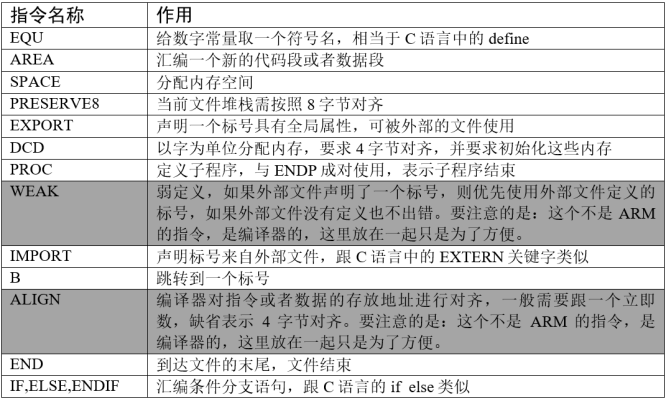 指令名称 作用
EQU 给数字常量取一个符号名，相当于 C 语言中的 define
AREA 汇编一个新的代码段或者数据段
SPACE 分配内存空间
PRESERVE8 当前文件堆栈需按照 8 字节对齐
EXPORT 声明一个标号具有全局属性，可被外部的文件使用
DCD 以字为单位分配内存，要求 4 字节对齐，并要求初始化这些内存
PROC 定义子程序，与 ENDP 成对使用，表示子程序结束
WEAK 弱定义，如果外部文件声明了一个标号，则优先使用外部文件定义的
标号，如果外部文件没有定义也不出错。要注意的是：这个不是 ARM
的指令，是编译器的，这里放在一起只是为了方便。
IMPORT 声明标号来自外部文件，跟 C 语言中的 EXTERN 关键字类似
B 跳转到一个标号
ALIGN 编译器对指令或者数据的存放地址进行对齐，一般需要跟一个立即
数，缺省表示 4 字节对齐。要注意的是：这个不是 ARM 的指令，是
编译器的，这里放在一起只是为了方便。
END 到达文件的末尾，文件结束
IF,ELSE,ENDIF 汇编条件分支语句，跟 C 语言的 if else 类似